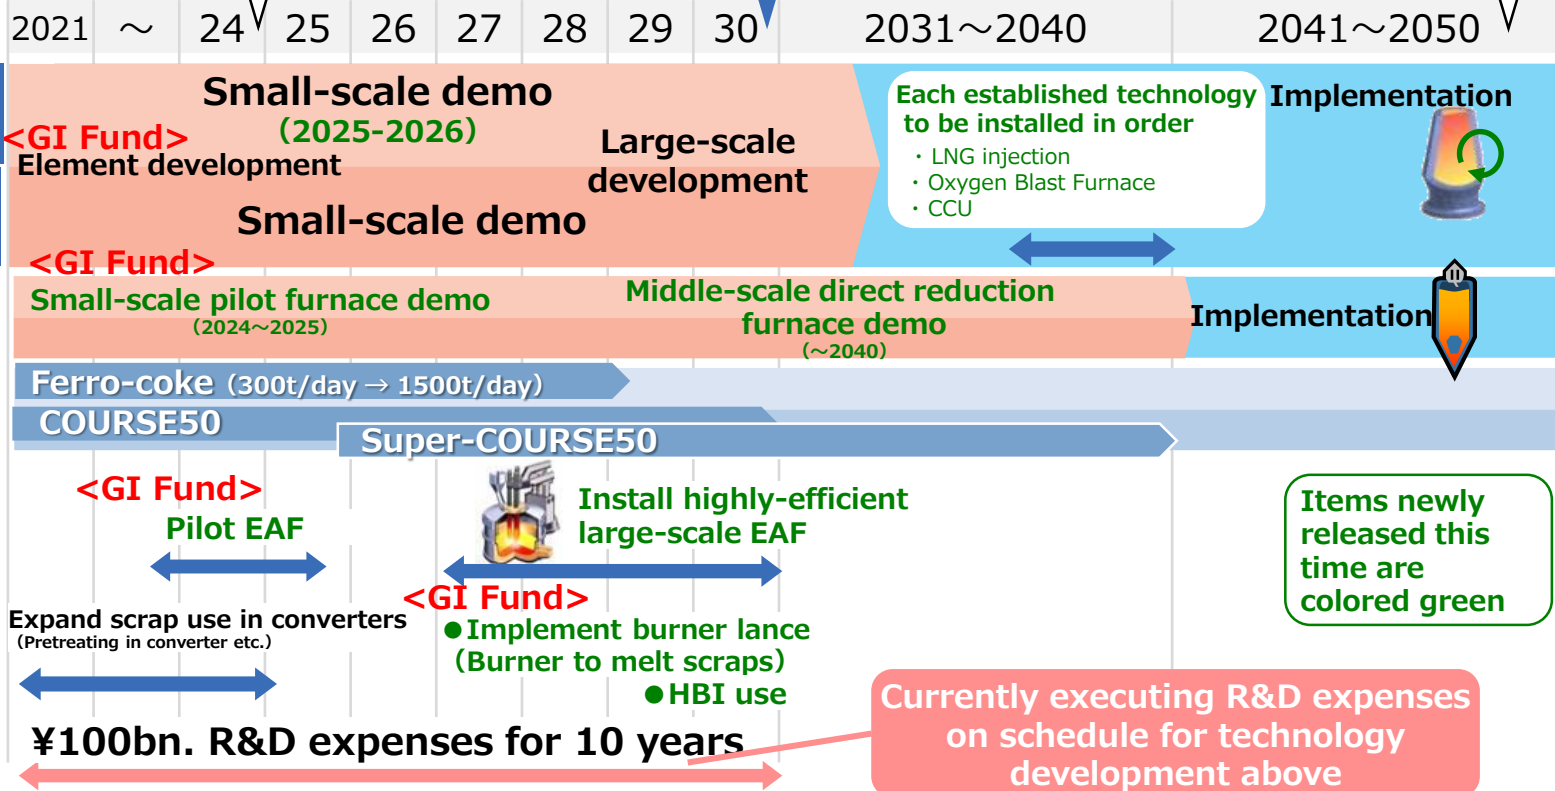 2021 ～ 24 25 26 27 28 29 30 2031～2040 2041～2050
Small-scale demo
（2025-2026）
<GI Fund>
Element development
Large-scale
development
Small-scale demo
Each established technology
to be installed in order
・LNG injection
・Oxygen Blast Furnace
・CCU
Implementation
<GI Fund>
Small-scale pilot furnace demo
（2024～2025）
Middle-scale direct reduction
furnace demo
（～2040）
Implementation
Ferro-coke（300t/day → 1500t/day）
COURSE50
Super-COURSE50
<GI Fund>
Pilot EAF
Install highly-efficient
large-scale EAF
Items newly
released this
time are
colored green
Expand scrap use in converters
（Pretreating in converter etc.）
<GI Fund>
●Implement burner lance
（Burner to melt scraps）
●HBI use
¥100bn. R&D expenses for 10 years
Currently executing R&D expenses
on schedule for technology
development above